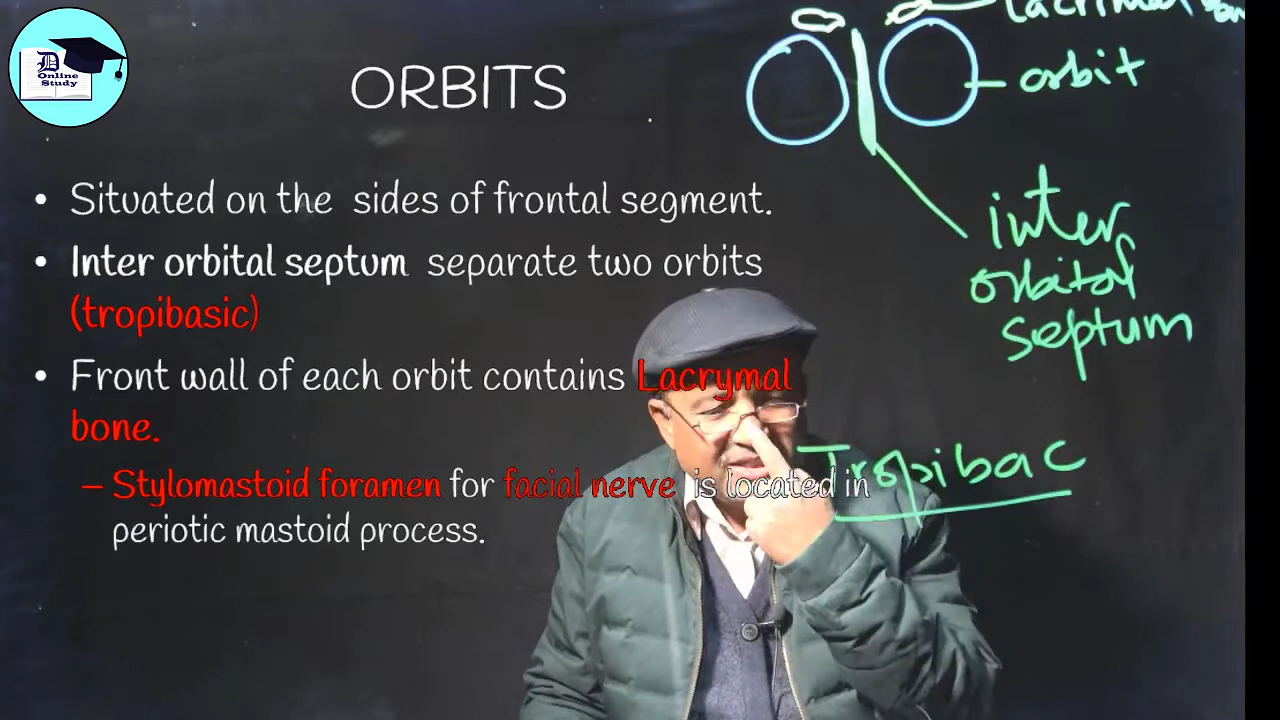 D
Online
Study
ORBITS
• Situated on the sides of frontal segment.
• Inter orbital septum separate two orbits
(tropibasic)
• Front wall of each orbit contains Lacrymal
bone.
– Stylomastoid foramen for facial nerve is located in
periotic mastoid process.
orbit
inter
orbital
septum
Tropibac